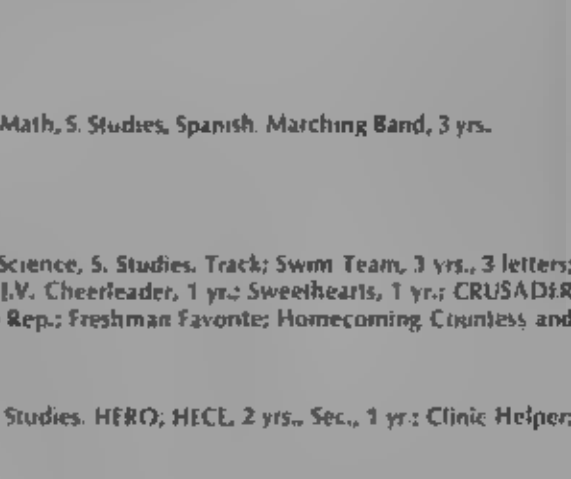 Math, S. Studies, Spanish. Marching Band, 3 yrs.
Science, S. Studies. Track; Swim Team, 3 yrs., 3 letters;
J.V. Cheerleader, 1 yr.; Sweethearts, 1 yr.; CRUSADER
Rep.; Freshman Favorite; Homecoming Countess and
Studies. HERO; HECE, 2 yrs., Sec., 1 yr.; Clinic Helper;